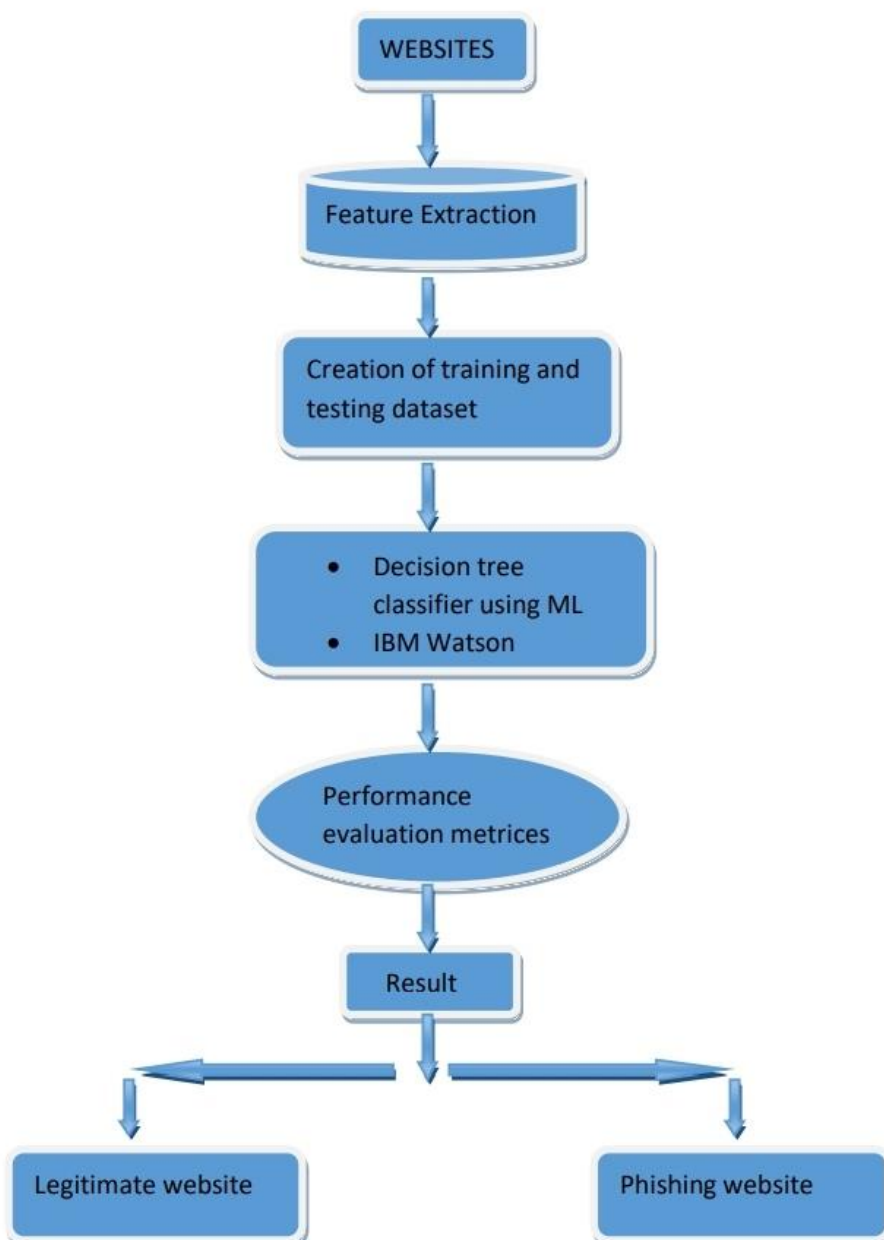 WEBSITES
Feature Extraction
Creation of training and
testing dataset
• Decision tree
classifier using ML
• IBM Watson
Performance
evaluation metrices
Result
Legitimate website
Phishing website